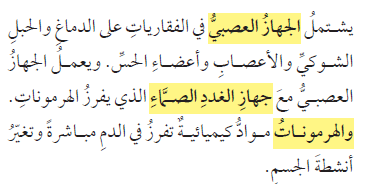 يشتملُ الجهازُ العصبيُّ في الفقارياتِ على الدماغِ والحبلِ
الشوكيِّ والأعصابِ وأعضاءِ الحسِّ. ويعملُ الجهازُ
العصبيُّ معَ جهازِ الغددِ الصمَّاءِ الذي يفرزُ الهرموناتِ.
والهرموناتُ موادُّ كيميائيةٌ تفرزُ في الدمِ مباشرةً وتغيّرُ
أنشطةَ الجسمِ.